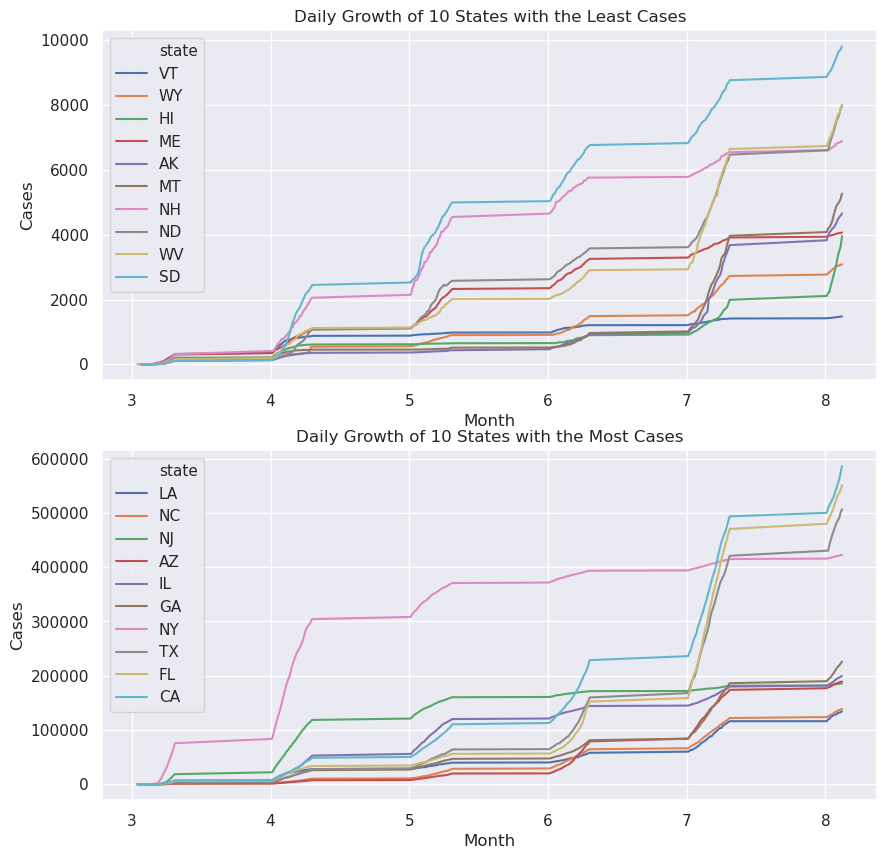 Daily Growth of 10 States with the Least Cases
10000
8000
6000
4000
2000
0
Cases
state
VT
WY
HI
ME
AK
MT
NH
ND
WV
SD
3 4 5 6 7 8
Month
Daily Growth of 10 States with the Most Cases
600000
500000
400000
300000
200000
100000
0
Cases
state
LA
NC
NJ
AZ
IL
GA
NY
TX
FL
CA
3 4 5 6 7 8
Month